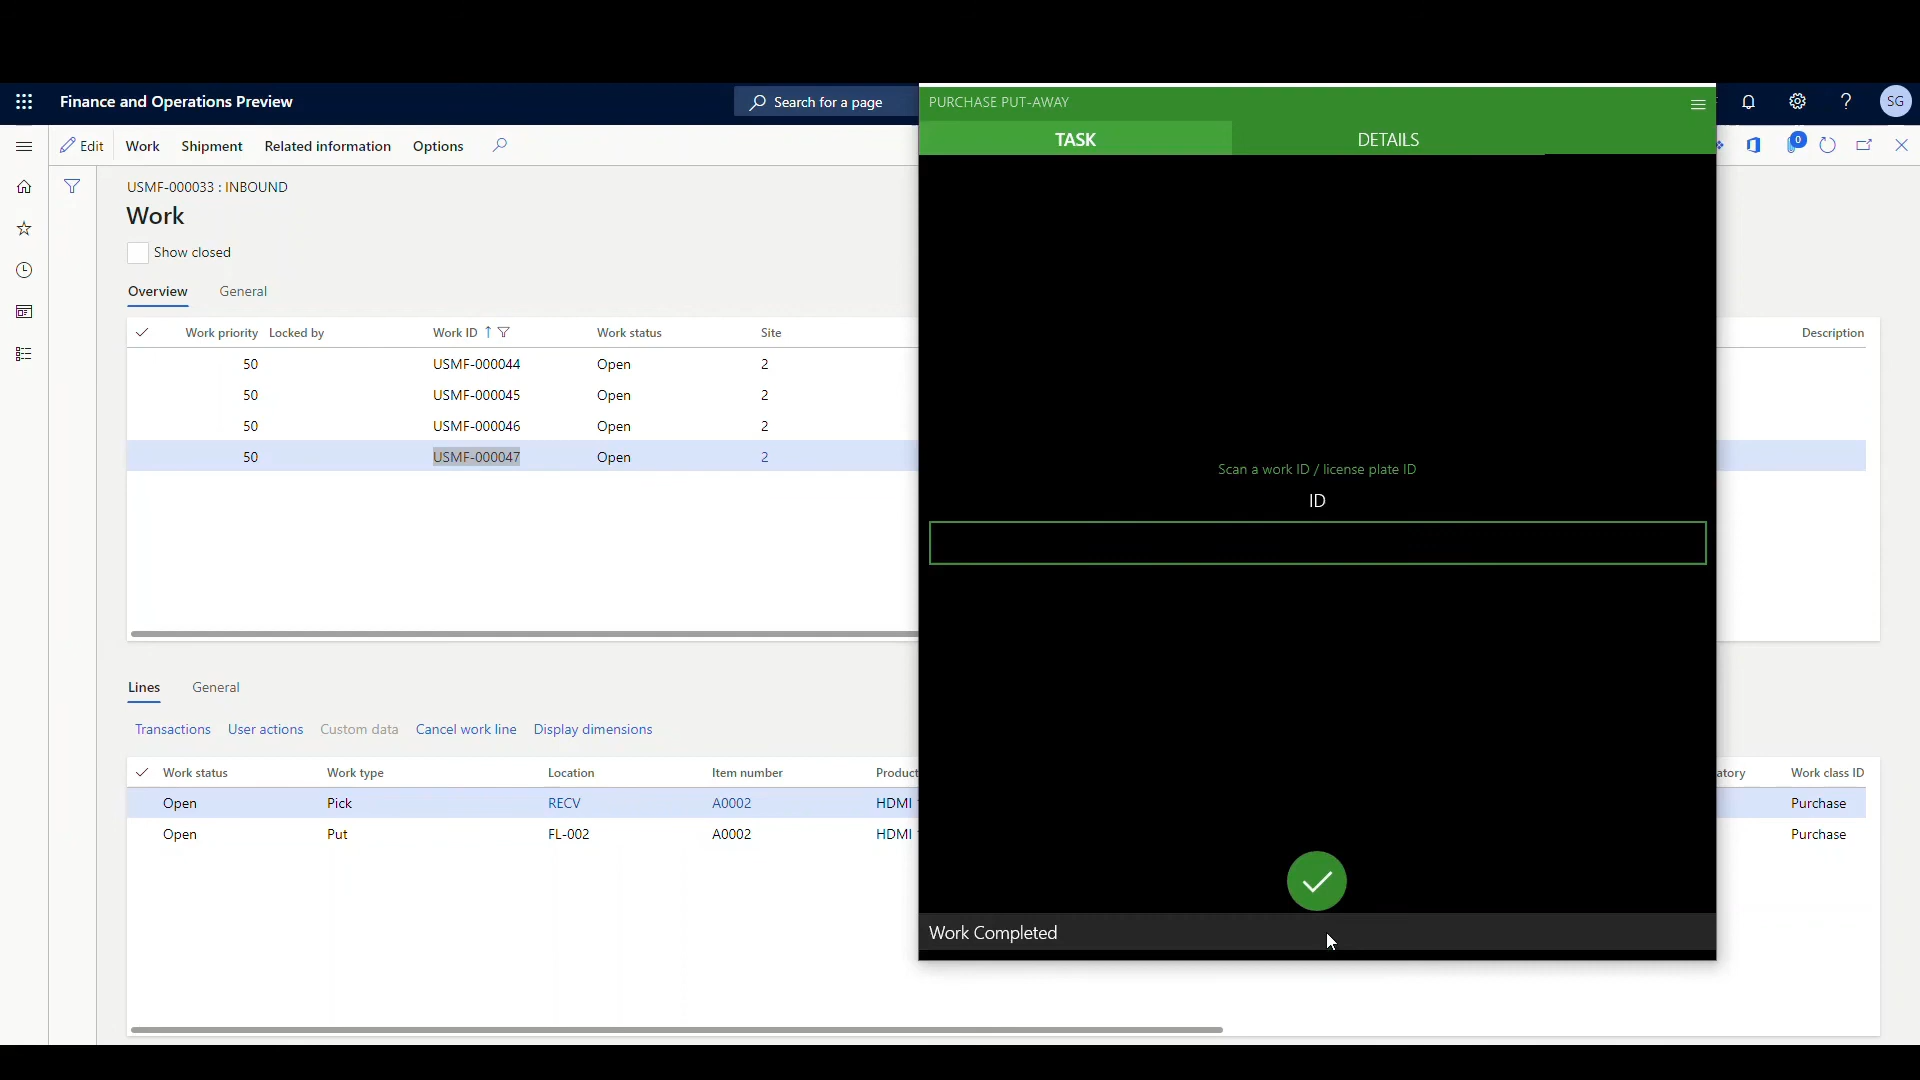 Finance and Operations Preview
Search for a page
SG
Edit Work Shipment Related information Options
0
USMF-000033 : INBOUND
Work
Show closed
Overview General
Work priority Locked by Work ID Work status Site Description
50 USMF-000044 Open 2
50 USMF-000045 Open 2
50 USMF-000046 Open 2
50 USMF-000047 Open 2
Lines General
Transactions User actions Custom data Cancel work line Display dimensions
Work status Work type Location Item number Product atory Work class ID
Open Pick RECV A0002 HDMI Purchase
Open Put FL-002 A0002 HDMI Purchase
PURCHASE PUT-AWAY
TASK DETAILS
Scan a work ID / license plate ID
ID
Work Completed